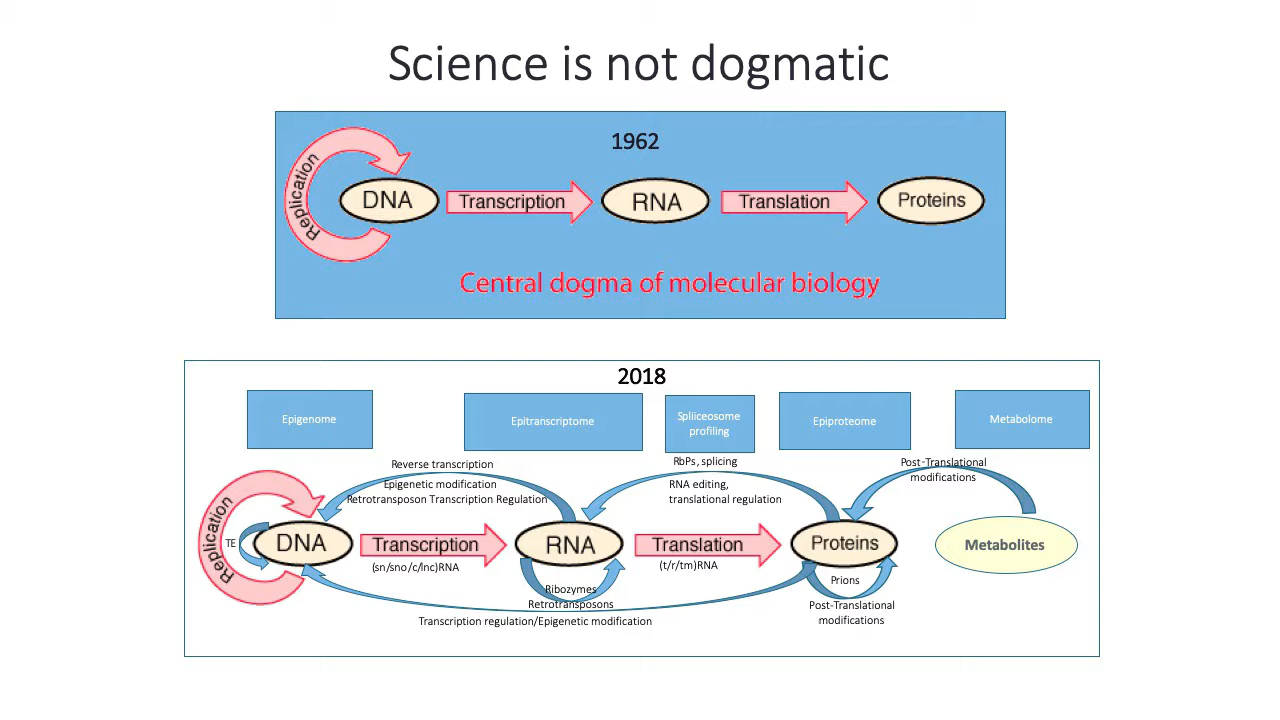 Science is not dogmatic
1962
Replication
DNA
Transcription
RNA
Translation
Proteins
Central dogma of molecular biology
2018
Epigenome
Epitranscriptome
Spliiceosome
profiling
Epiproteome
Metabolome
Reverse transcription
Epigenetic modification
Retrotransposon Transcription Regulation
RbPs, splicing
RNA editing,
translational regulation
Post-Translational
modifications
Replication
TE
DNA
Transcription
(sn/sno/c/lnc)RNA
RNA
Translation
(t/r/tm)RNA
Proteins
Metabolites
Ribozymes
Retrotransposons
Prions
Post-Translational
modifications
Transcription regulation/Epigenetic modification